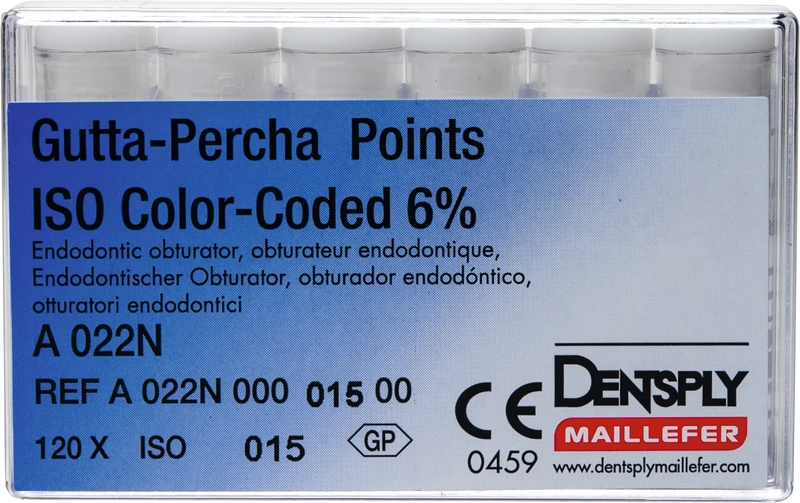 Gutta-Percha Points
ISO Color-Coded 6%
Endodontic obturator, obturateur endodontique,
Endodontischer Obturator, obturador endodóntico,
otturatori endodontici
A 022N
REF A 022N 000 015 00
120 X ISO 015 GP
CE
0459
DENTSPLY
MAILLEFER
www.dentsplymaillefer.com